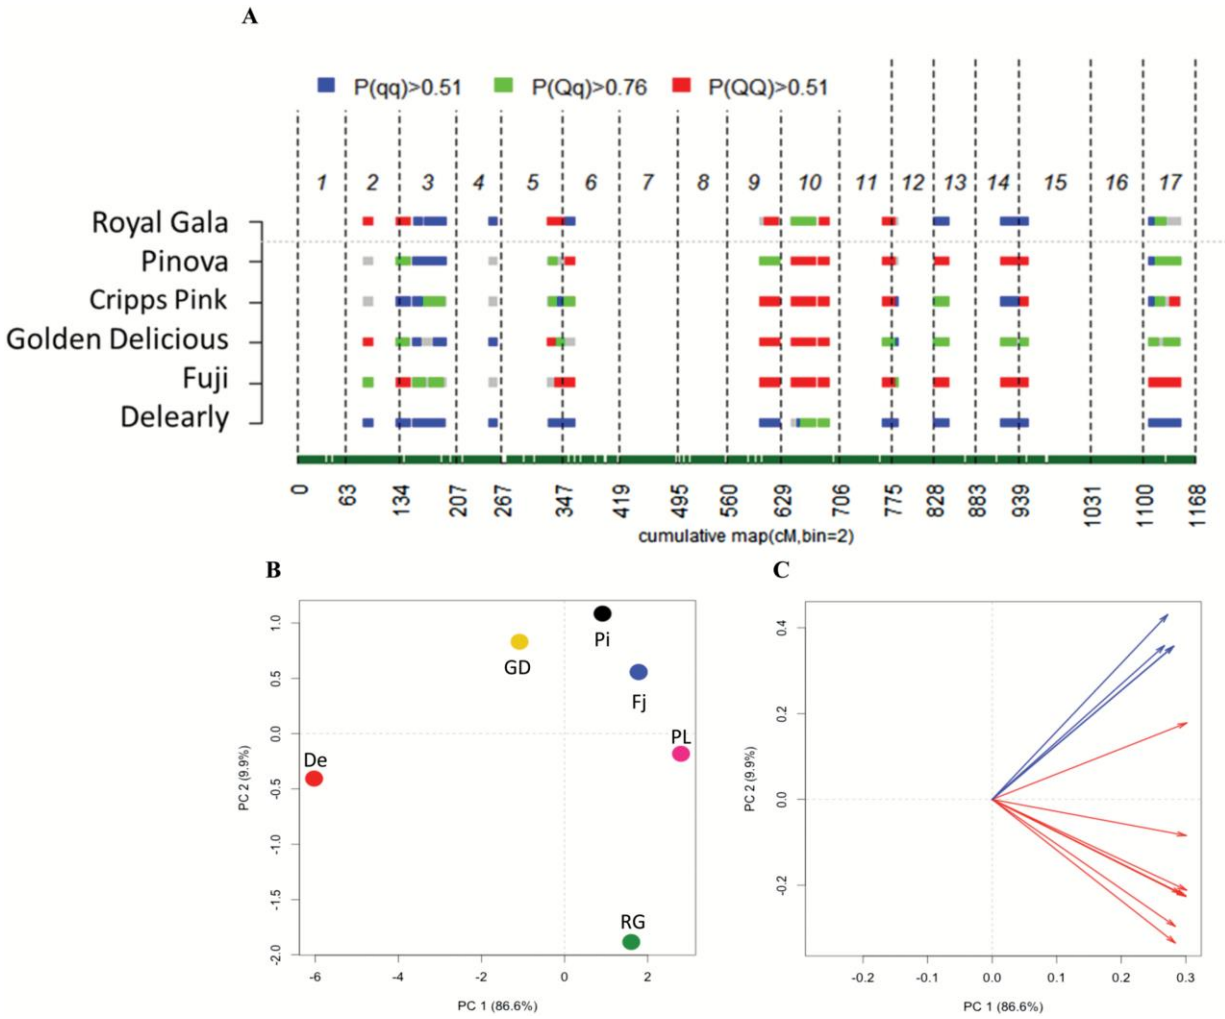 A
P(qq)>0.51 P(Qq)>0.76 P(QQ)>0.51
1 2 3 4 5 6 7 8 9 10 11 12 13 14 15 16 17
Royal Gala
Pinova
Cripps Pink
Golden Delicious
Fuji
Delearly
0 63 134 207 267 347 419 495 560 629 706 775 828 883 939 1031 1100 1168
cumulative map(cM,bin=2)
B
PC 2 (9.9%)
1.0
0.5
0.0
-0.5
-1.0
-1.5
-2.0
Pi
GD
Fj
PL
De
RG
-6 -4 -2 0 2
PC 1 (86.6%)
C
PC 2 (9.9%)
0.4
0.2
0.0
-0.2
-0.2 -0.1 0.0 0.1 0.2 0.3
PC 1 (86.6%)